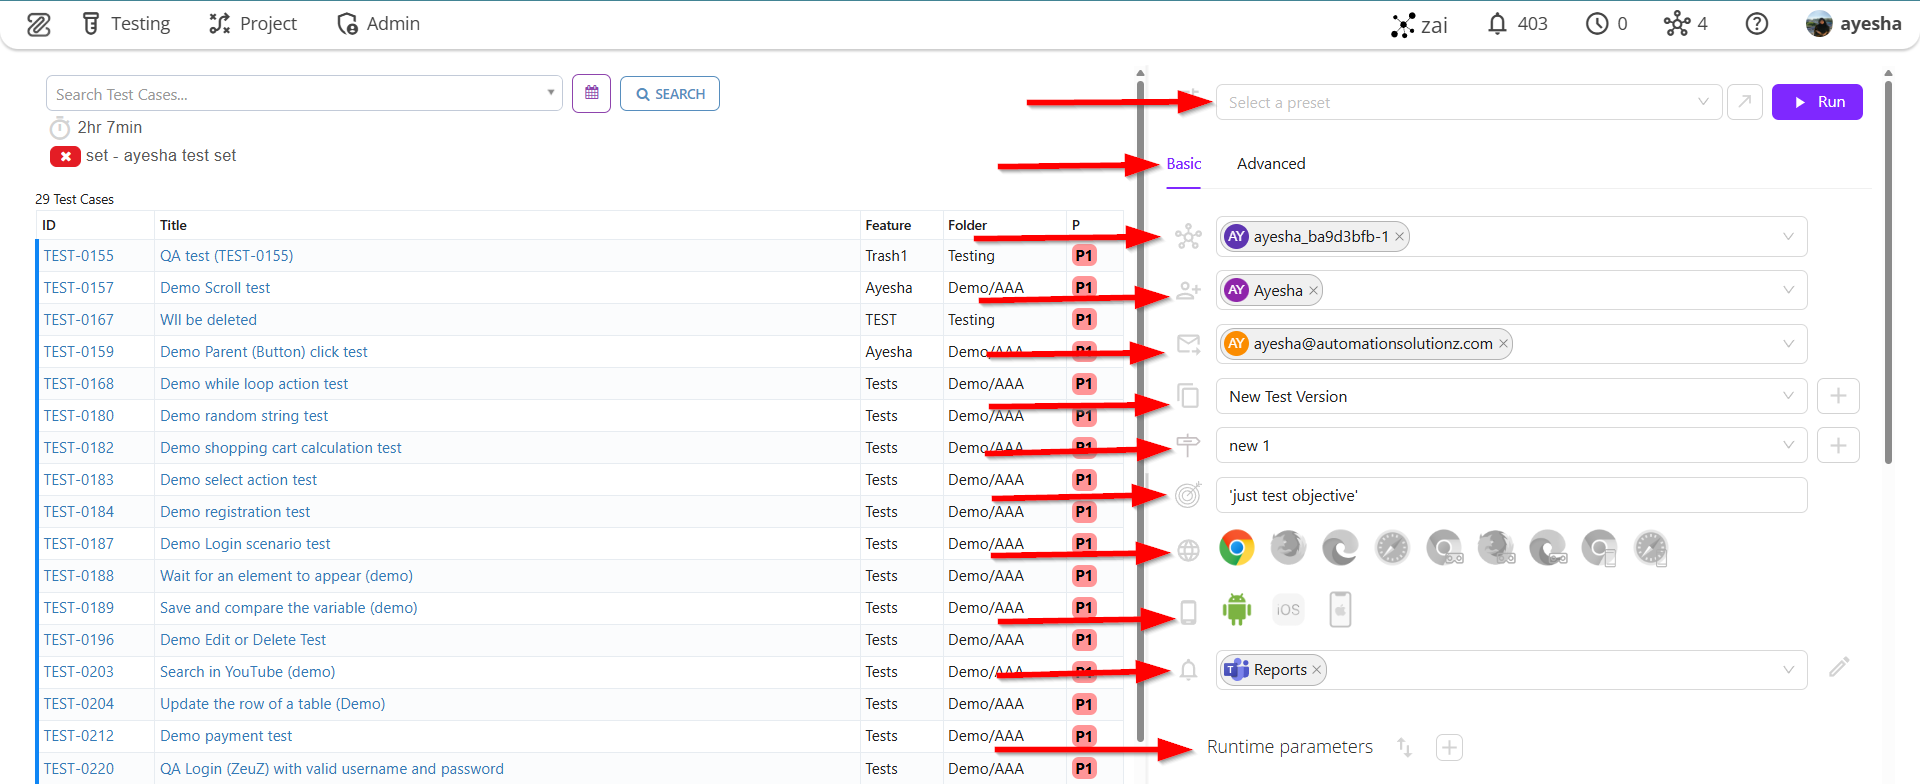 Testing Project Admin zai 403 0 4 ayesha
Search Test Cases... SEARCH
2hr 7min
set - ayesha test set
29 Test Cases
ID Title Feature Folder P
TEST-0155 QA test (TEST-0155) Trash1 Testing P1
TEST-0157 Demo Scroll test Ayesha Demo/AAA P1
TEST-0167 WIl be deleted TEST Testing P1
TEST-0159 Demo Parent (Button) click test Ayesha Demo/AAA P1
TEST-0168 Demo while loop action test Tests Demo/AAA P1
TEST-0180 Demo random string test Tests Demo/AAA P1
TEST-0182 Demo shopping cart calculation test Tests Demo/AAA P1
TEST-0183 Demo select action test Tests Demo/AAA P1
TEST-0184 Demo registration test Tests Demo/AAA P1
TEST-0187 Demo Login scenario test Tests Demo/AAA P1
TEST-0188 Wait for an element to appear (demo) Tests Demo/AAA P1
TEST-0189 Save and compare the variable (demo) Tests Demo/AAA P1
TEST-0196 Demo Edit or Delete Test Tests Demo/AAA P1
TEST-0203 Search in YouTube (demo) Tests Demo/AAA P1
TEST-0204 Update the row of a table (Demo) Tests Demo/AAA P1
TEST-0212 Demo payment test Tests Demo/AAA P1
TEST-0220 QA Login (ZeuZ) with valid username and password Tests Demo/AAA P1
Select a preset Run
Basic Advanced
AY ayesha_ba9d3bfb-1
AY Ayesha
AY ayesha@automationsolutionz.com
New Test Version
new 1
'just test objective'
iOS
T Reports
Runtime parameters